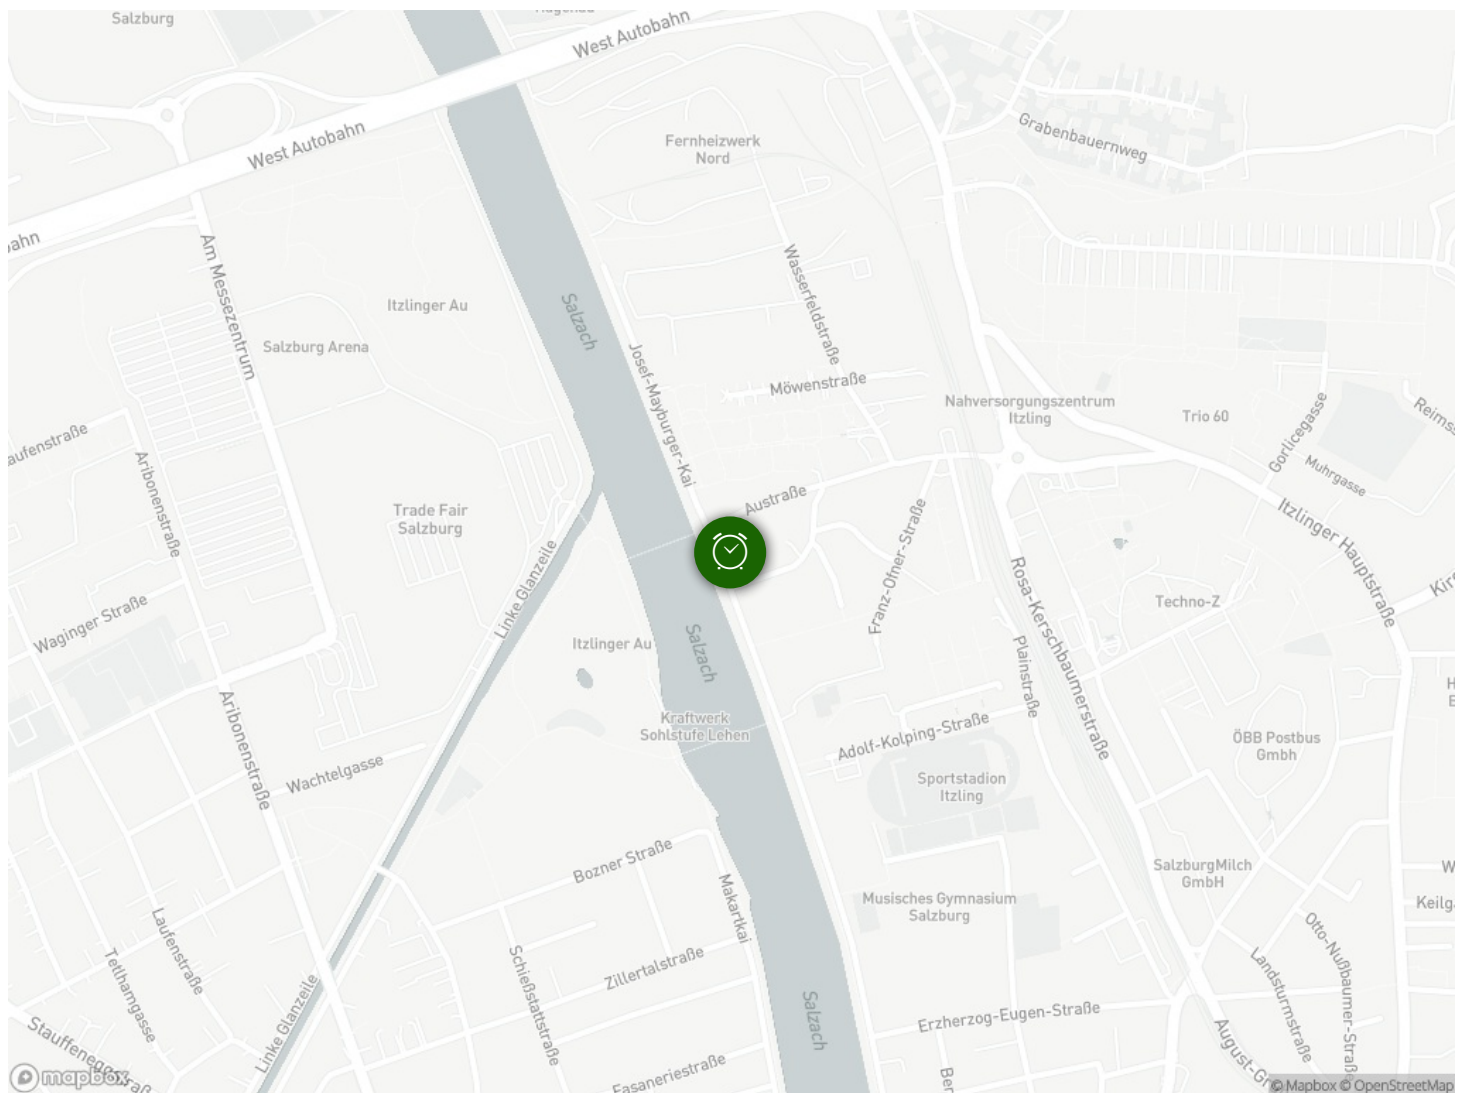 Salzburg
West Autobahn
West Autobahn
Fernheizwerk
Nord
Grabenbauernweg
Am Messezentrum
Itzlinger Au
Salzach
Wasserfeldstraße
Salzburg Arena
Josef-Mayburger-Kai
Möwenstraße
Nahversorgungszentrum
Itzling
Trio 60
Gorlicegasse
Muhrgasse
Aribonenstraße
Trade Fair
Salzburg
Austraße
Itzlinger Hauptstraße
Linke Glanzeile
Franz-Ofner-Straße
Rosa-Kerschbaumerstraße
Techno-Z
Waginger Straße
Itzlinger Au
Salzach
Plainstraße
Aribonenstraße
Kraftwerk
Sohlstufe Lehen
Adolf-Kolping-Straße
ÖBB Postbus
Gmbh
Wachtelgasse
Sportstadion
Itzling
Bozner Straße
SalzburgMilch
GmbH
Makartkai
Musisches Gymnasium
Salzburg
Laufenstraße
Tetlhamgasse
Schießstattstraße
Zillertalstraße
Landsturmstraße
Otto-Nußbaumer-Straße
Linke Glanzeile
Salzach
Erzherzog-Eugen-Straße
Fasaneriestraße
mapbox
© Mapbox © OpenStreetMap